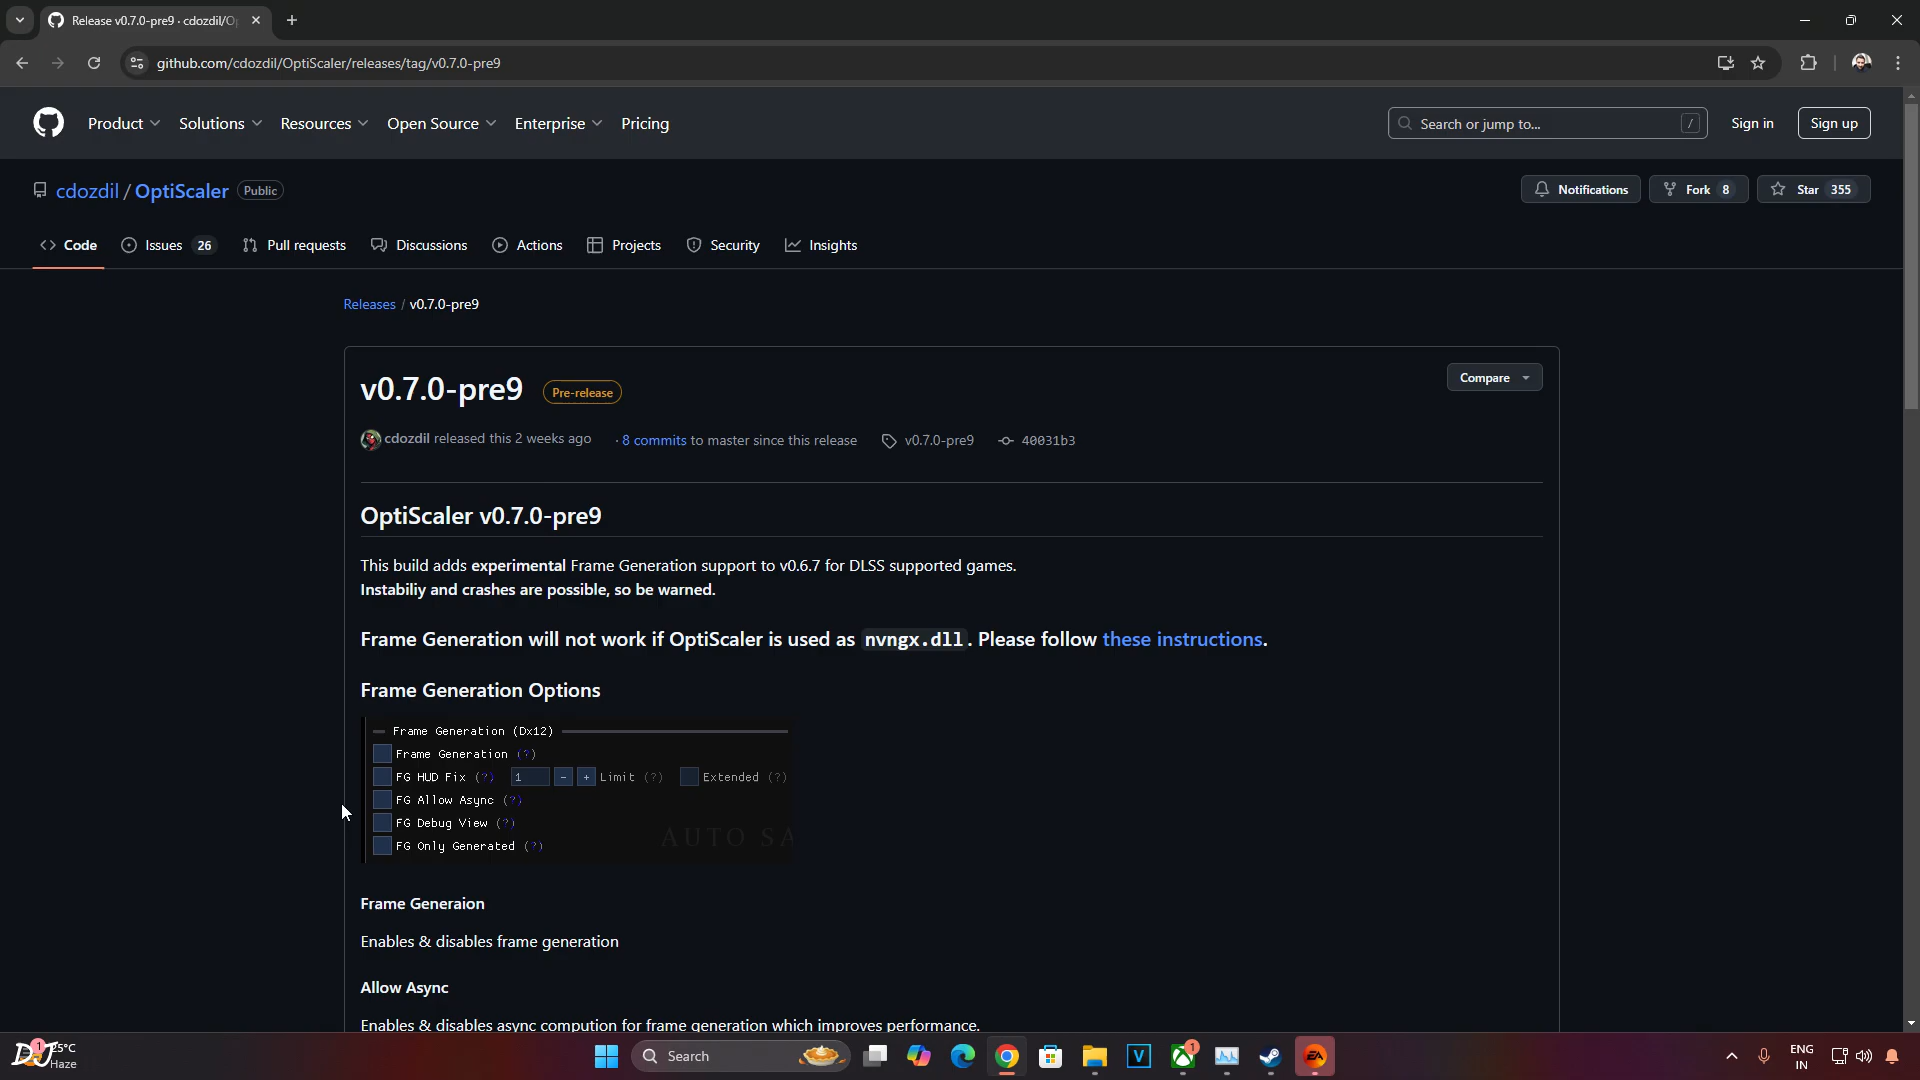 Release v0.7.0-pre9 · cdozdil/O
github.com/cdozdil/OptiScaler/releases/tag/v0.7.0-pre9
Product Solutions Resources Open Source Enterprise Pricing
Search or jump to... /
Sign in
Sign up
cdozdil / OptiScaler Public
Notifications
Fork 8
Star 355
Code Issues 26 Pull requests Discussions Actions Projects Security Insights
Releases / v0.7.0-pre9
v0.7.0-pre9 Pre-release
Compare
cdozdil released this 2 weeks ago · 8 commits to master since this release v0.7.0-pre9 40031b3
OptiScaler v0.7.0-pre9
This build adds experimental Frame Generation support to v0.6.7 for DLSS supported games.
Instabiliy and crashes are possible, so be warned.
Frame Generation will not work if OptiScaler is used as nvngx.dll. Please follow these instructions.
Frame Generation Options
Frame Generation (Dx12)
Frame Generation (?)
FG HUD Fix (?) 1 - + Limit (?) Extended (?)
FG Allow Async (?)
FG Debug View (?)
AUTO SA
FG Only Generated (?)
Frame Generaion
Enables & disables frame generation
Allow Async
Enables & disables async compution for frame generation which improves performance.
DJ
1
25°C
Haze
Search
V
1
EA
ENG
IN